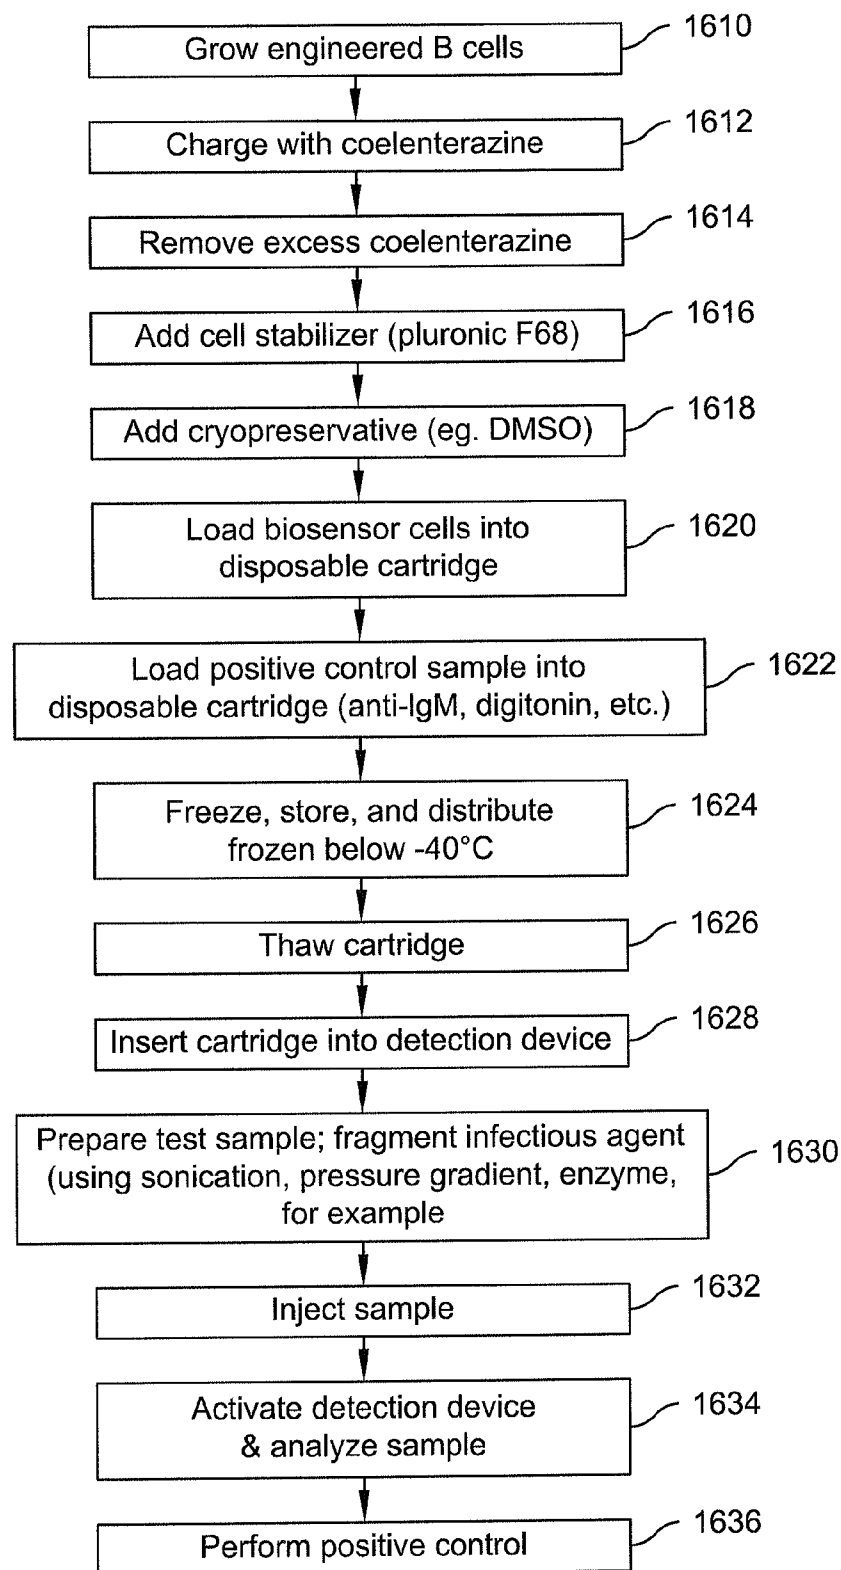 Grow engineered B cells
1610
Charge with coelenterazine
1612
Remove excess coelenterazine
1614
Add cell stabilizer (pluronic F68)
1616
Add cryopreservative (eg. DMSO)
1618
Load biosensor cells into
disposable cartridge
1620
Load positive control sample into
disposable cartridge (anti-IgM, digitonin, etc.)
1622
Freeze, store, and distribute
frozen below -40°C
1624
Thaw cartridge
1626
Insert cartridge into detection device
1628
Prepare test sample; fragment infectious agent
(using sonication, pressure gradient, enzyme,
for example
1630
Inject sample
1632
Activate detection device
& analyze sample
1634
Perform positive control
1636